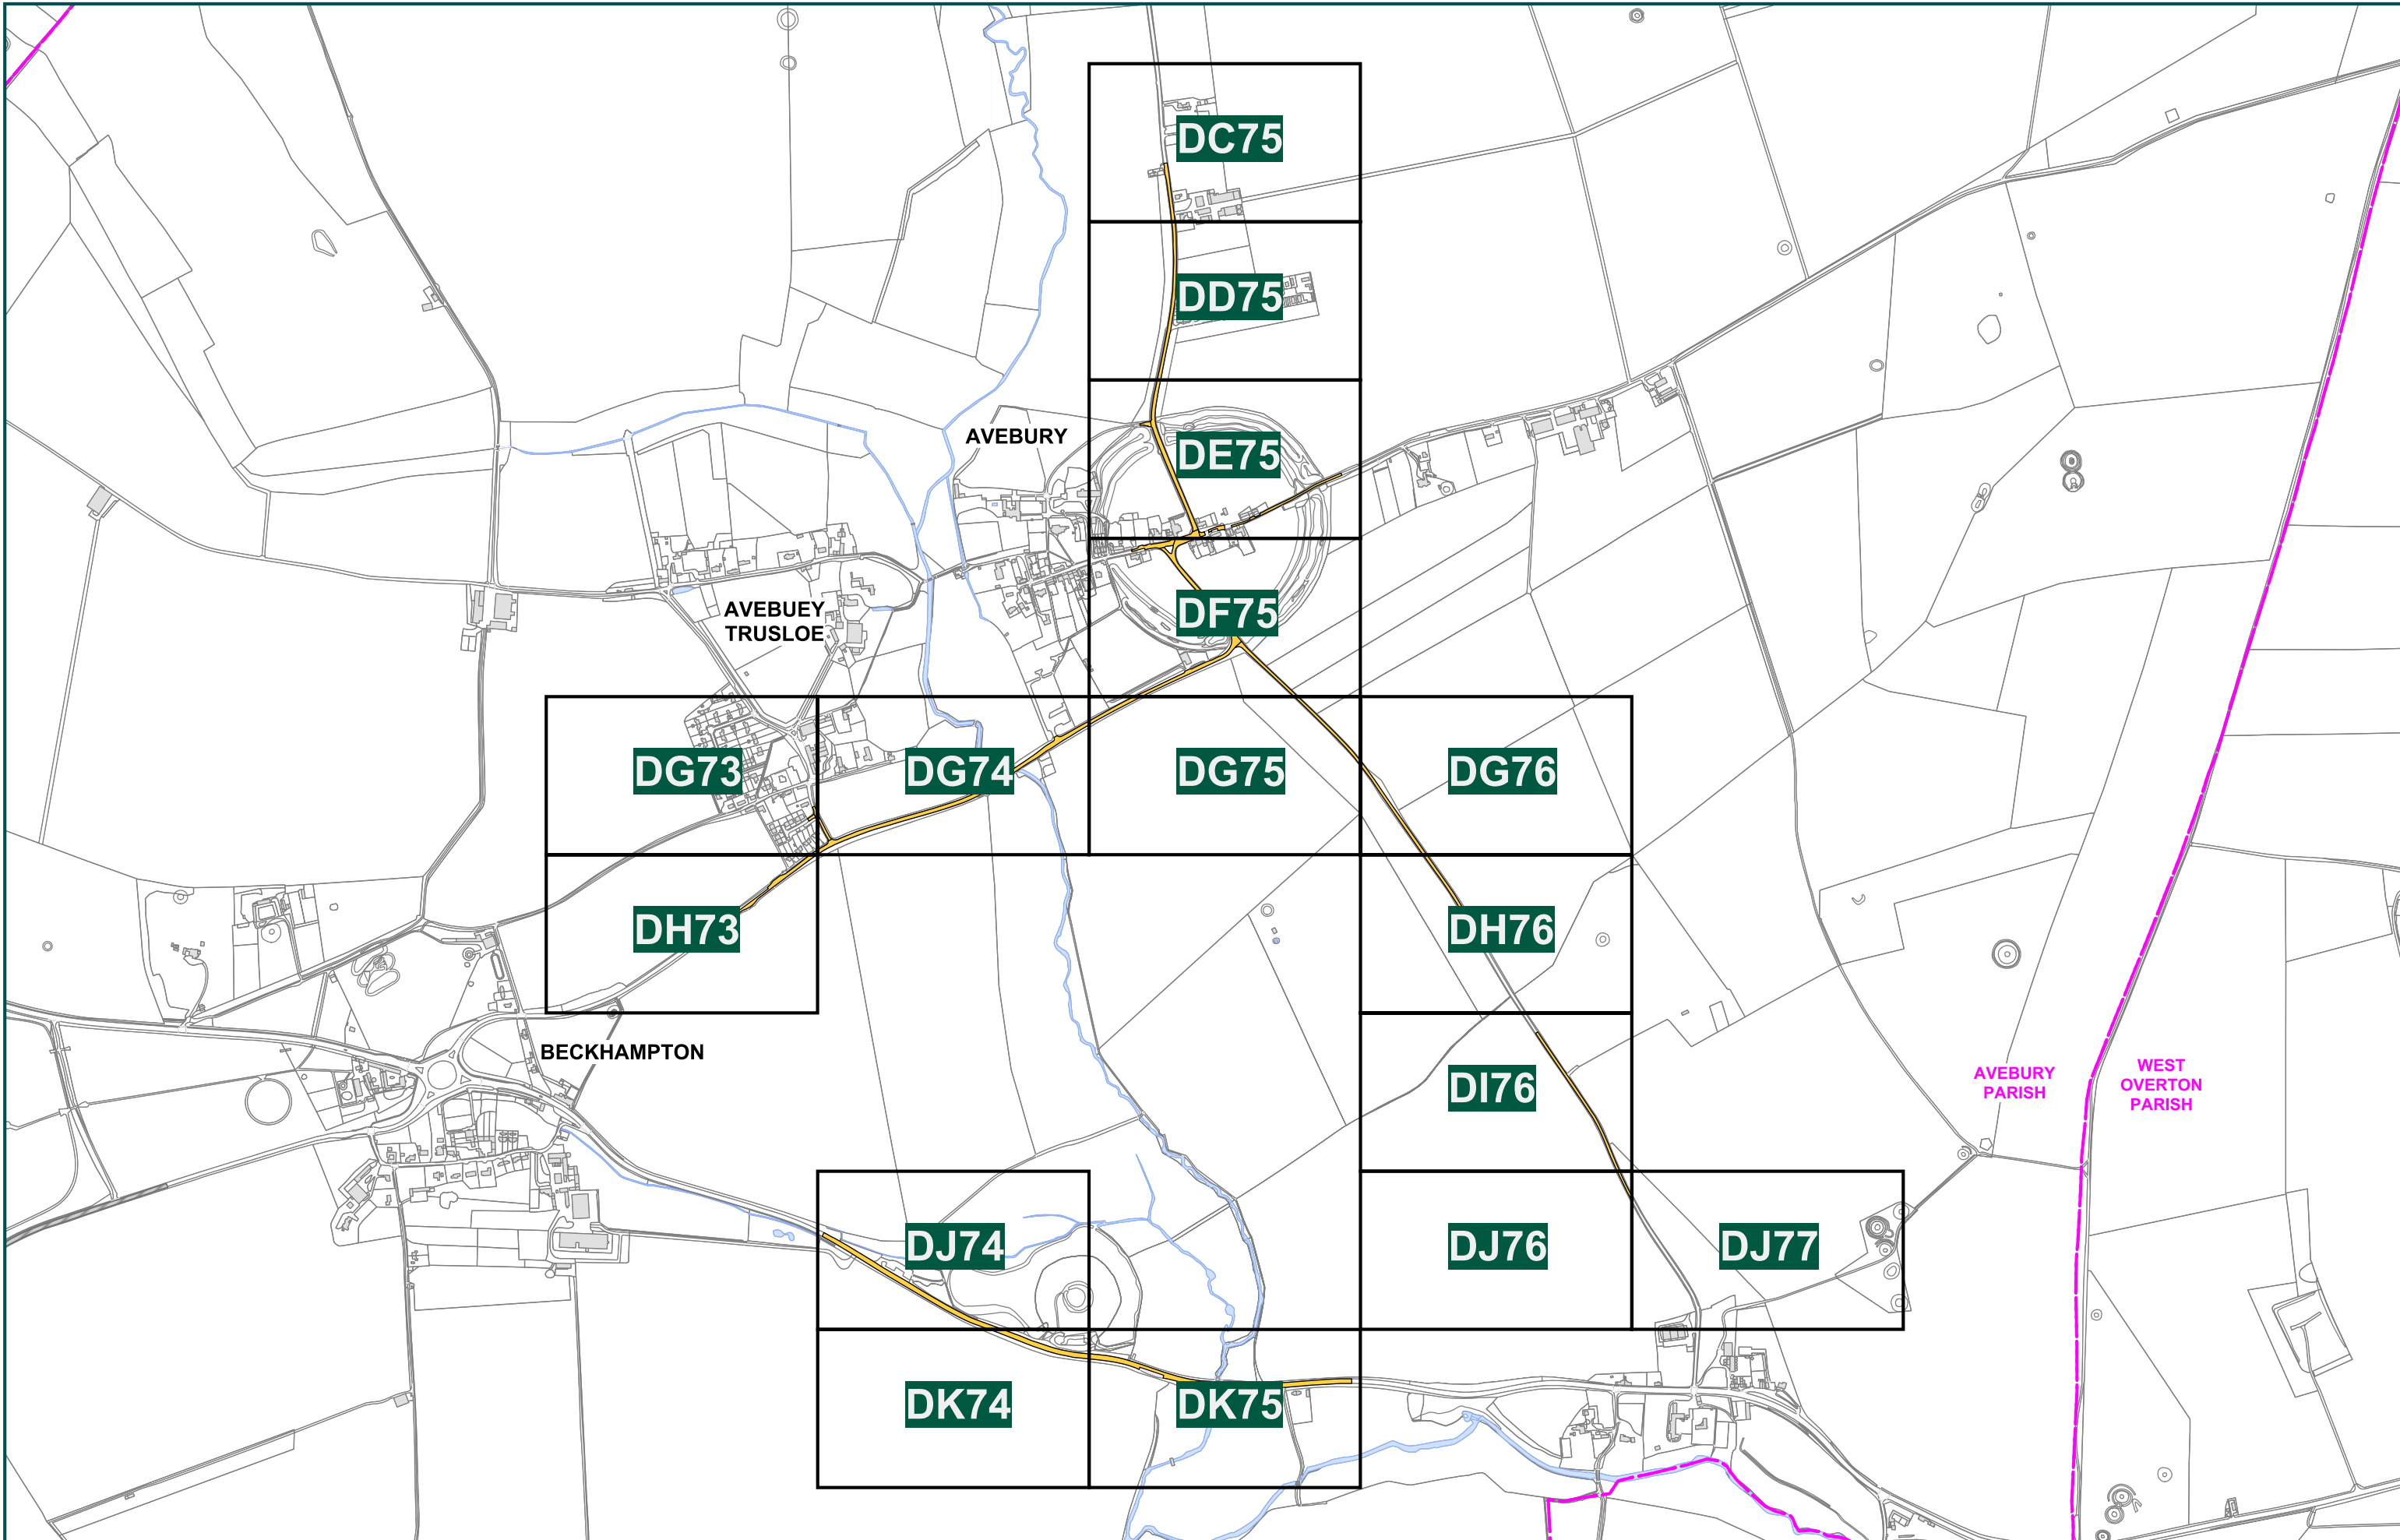 DC75
DD75
AVEBURY
DE75
AVEBUEY
TRUSLOE
DF75
DG73
DG74
DG75
DG76
DH73
DH76
BECKHAMPTON
DI76
AVEBURY
PARISH
WEST
OVERTON
PARISH
DJ74
DJ76
DJ77
DK74
DK75